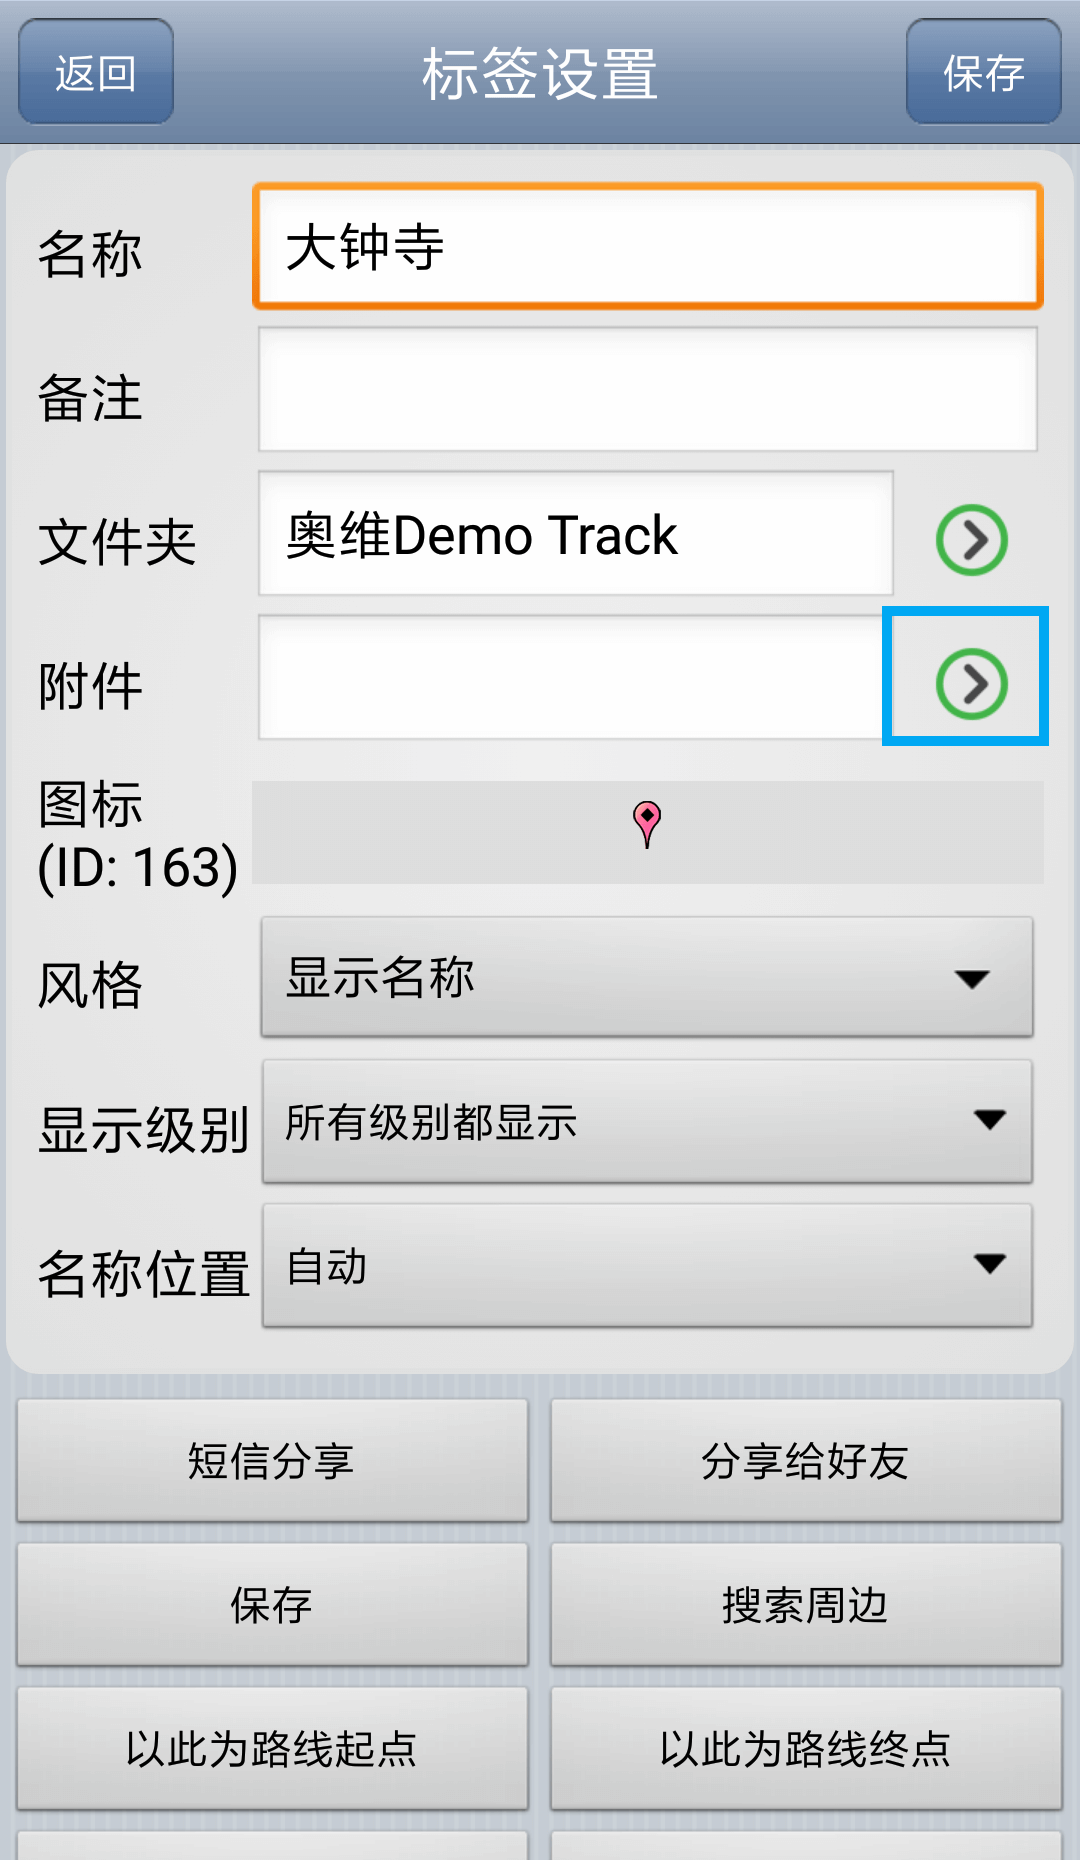 返回 标签设置 保存
名称 大钟寺
备注
文件夹 奥维Demo Track
附件
图标
(ID: 163)
风格 显示名称
显示级别 所有级别都显示
名称位置 自动
短信分享 分享给好友
保存 搜索周边
以此为路线起点 以此为路线终点